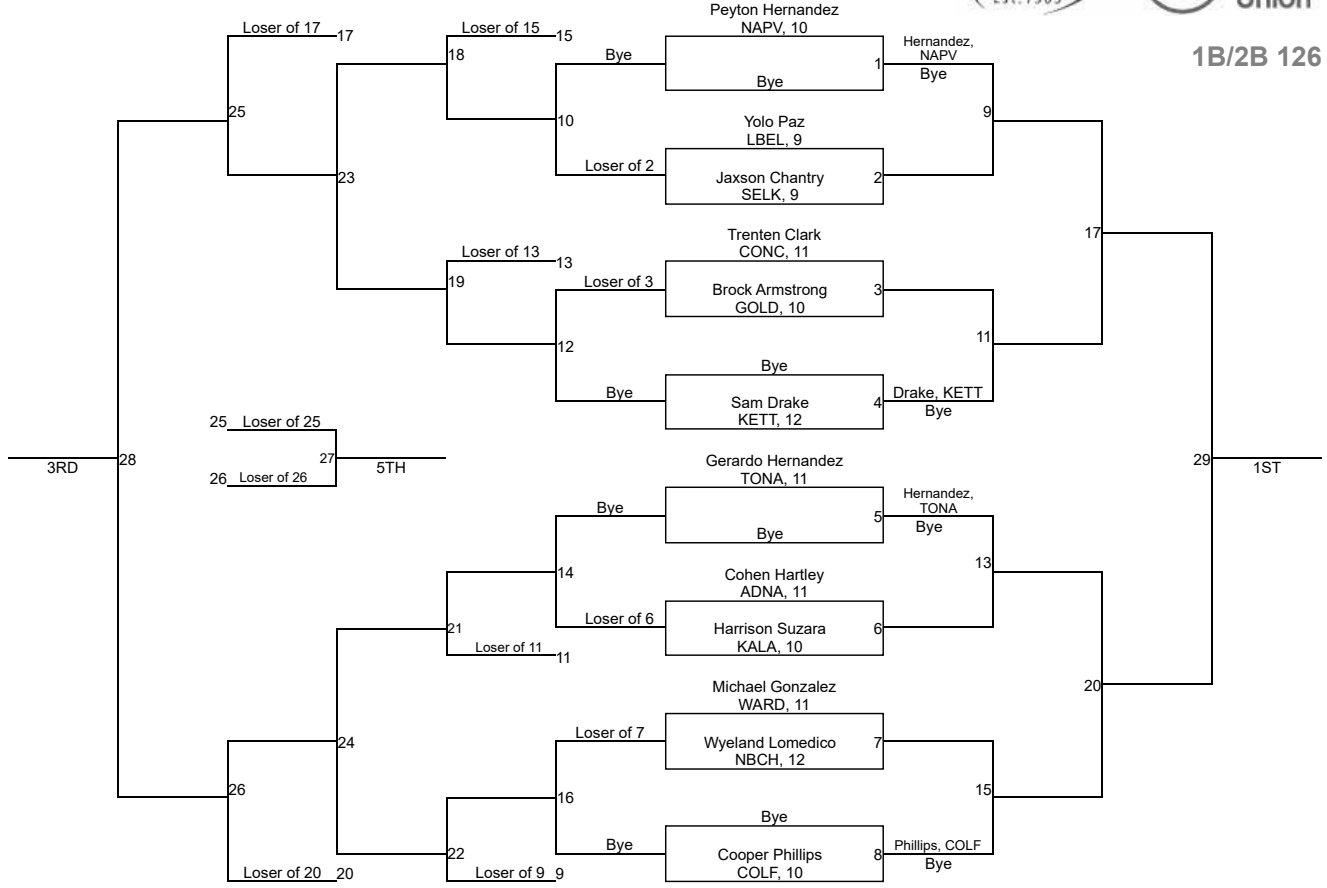 EST. 1905
Union
1B/2B 126
Peyton Hernandez
NAPV, 10
Bye
1
Yolo Paz
LBEL, 9
Jaxson Chantry
SELK, 9
2
Trenten Clark
CONC, 11
Brock Armstrong
GOLD, 10
3
Bye
Sam Drake
KETT, 12
4
Gerardo Hernandez
TONA, 11
Bye
5
Cohen Hartley
ADNA, 11
Harrison Suzara
KALA, 10
6
Michael Gonzalez
WARD, 11
Wyeland Lomedico
NBCH, 12
7
Bye
Cooper Phillips
COLF, 10
8
Hernandez,
NAPV
Bye
9
Drake, KETT
Bye
11
17
Hernandez,
TONA
Bye
13
Phillips, COLF
Bye
15
20
29
1ST
Bye
Loser of 2
10
Loser of 15
15
18
Loser of 3
Bye
12
Loser of 13
13
19
23
Loser of 17
17
25
Bye
Loser of 6
14
Loser of 11
11
21
Loser of 7
Bye
16
Loser of 9
9
22
24
Loser of 20
20
26
28
3RD
25
Loser of 25
26
Loser of 26
27
5TH